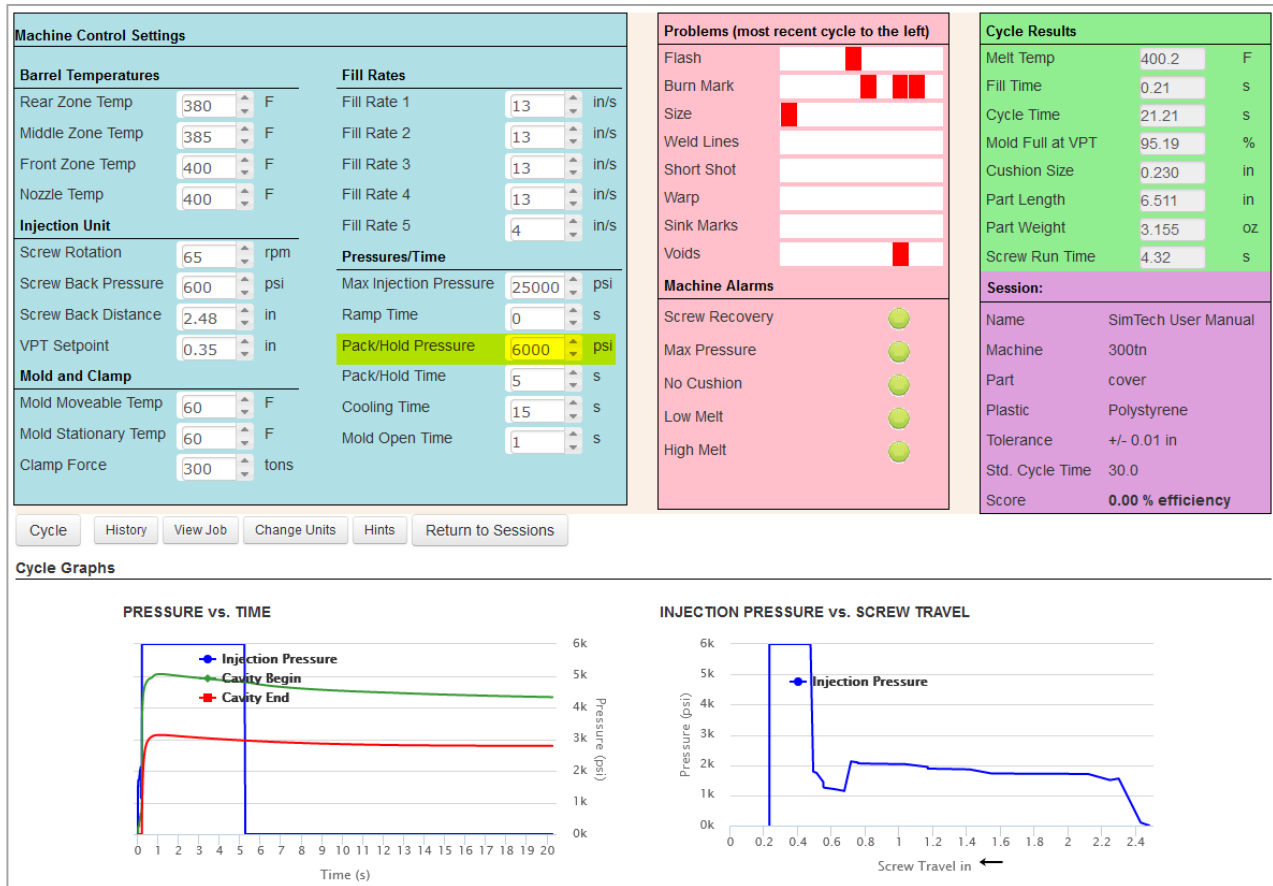 Machine Control Settings
Barrel Temperatures
Rear Zone Temp 380 F
Middle Zone Temp 385 F
Front Zone Temp 400 F
Nozzle Temp 400 F
Injection Unit
Screw Rotation 65 rpm
Screw Back Pressure 600 psi
Screw Back Distance 2.48 in
VPT Setpoint 0.35 in
Mold and Clamp
Mold Moveable Temp 60 F
Mold Stationary Temp 60 F
Clamp Force 300 tons
Fill Rates
Fill Rate 1 13 in/s
Fill Rate 2 13 in/s
Fill Rate 3 13 in/s
Fill Rate 4 13 in/s
Fill Rate 5 4 in/s
Pressures/Time
Max Injection Pressure 25000 psi
Ramp Time 0 s
Pack/Hold Pressure 6000 psi
Pack/Hold Time 5 s
Cooling Time 15 s
Mold Open Time 1 s
Problems (most recent cycle to the left)
Flash
Burn Mark
Size
Weld Lines
Short Shot
Warp
Sink Marks
Voids
Machine Alarms
Screw Recovery
Max Pressure
No Cushion
Low Melt
High Melt
Cycle Results
Melt Temp 400.2 F
Fill Time 0.21 s
Cycle Time 21.21 s
Mold Full at VPT 95.19 %
Cushion Size 0.230 in
Part Length 6.511 in
Part Weight 3.155 oz
Screw Run Time 4.32 s
Session:
Name SimTech User Manual
Machine 300tn
Part cover
Plastic Polystyrene
Tolerance +/- 0.01 in
Std. Cycle Time 30.0
Score 0.00 % efficiency
Cycle History View Job Change Units Hints Return to Sessions
Cycle Graphs
PRESSURE vs. TIME
Injection Pressure
Cavity Begin
Cavity End
6k
5k
4k
3k
2k
1k
0k
Pressure (psi)
0 1 2 3 4 5 6 7 8 9 10 11 12 13 14 15 16 17 18 19 20
Time (s)
INJECTION PRESSURE vs. SCREW TRAVEL
Injection Pressure
6k
5k
4k
3k
2k
1k
0k
Pressure (psi)
0 0.2 0.4 0.6 0.8 1 1.2 1.4 1.6 1.8 2 2.2 2.4
Screw Travel in ←